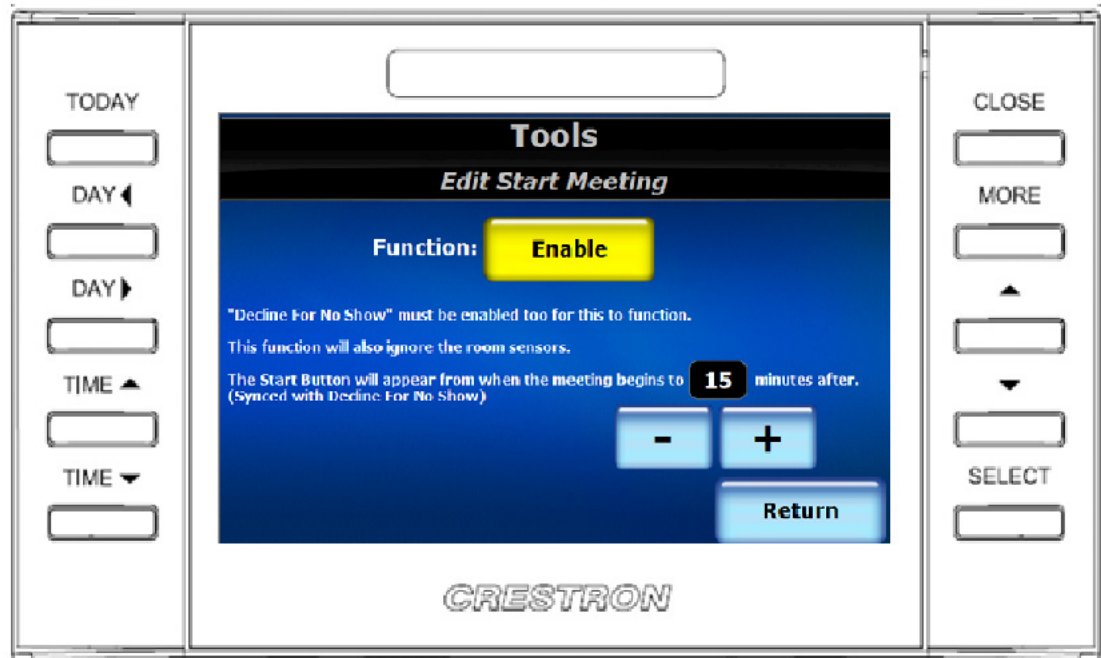 TODAY
DAY
DAY
TIME
TIME
Tools
Edit Start Meeting
Function: Enable
"Decline For No Show" must be enabled too for this to function.
This function will also ignore the room sensors.
The Start Button will appear from when the meeting begins to 15 minutes after.
(Synced with Decline For No Show)
- +
Return
CRESTRON
CLOSE
MORE
SELECT